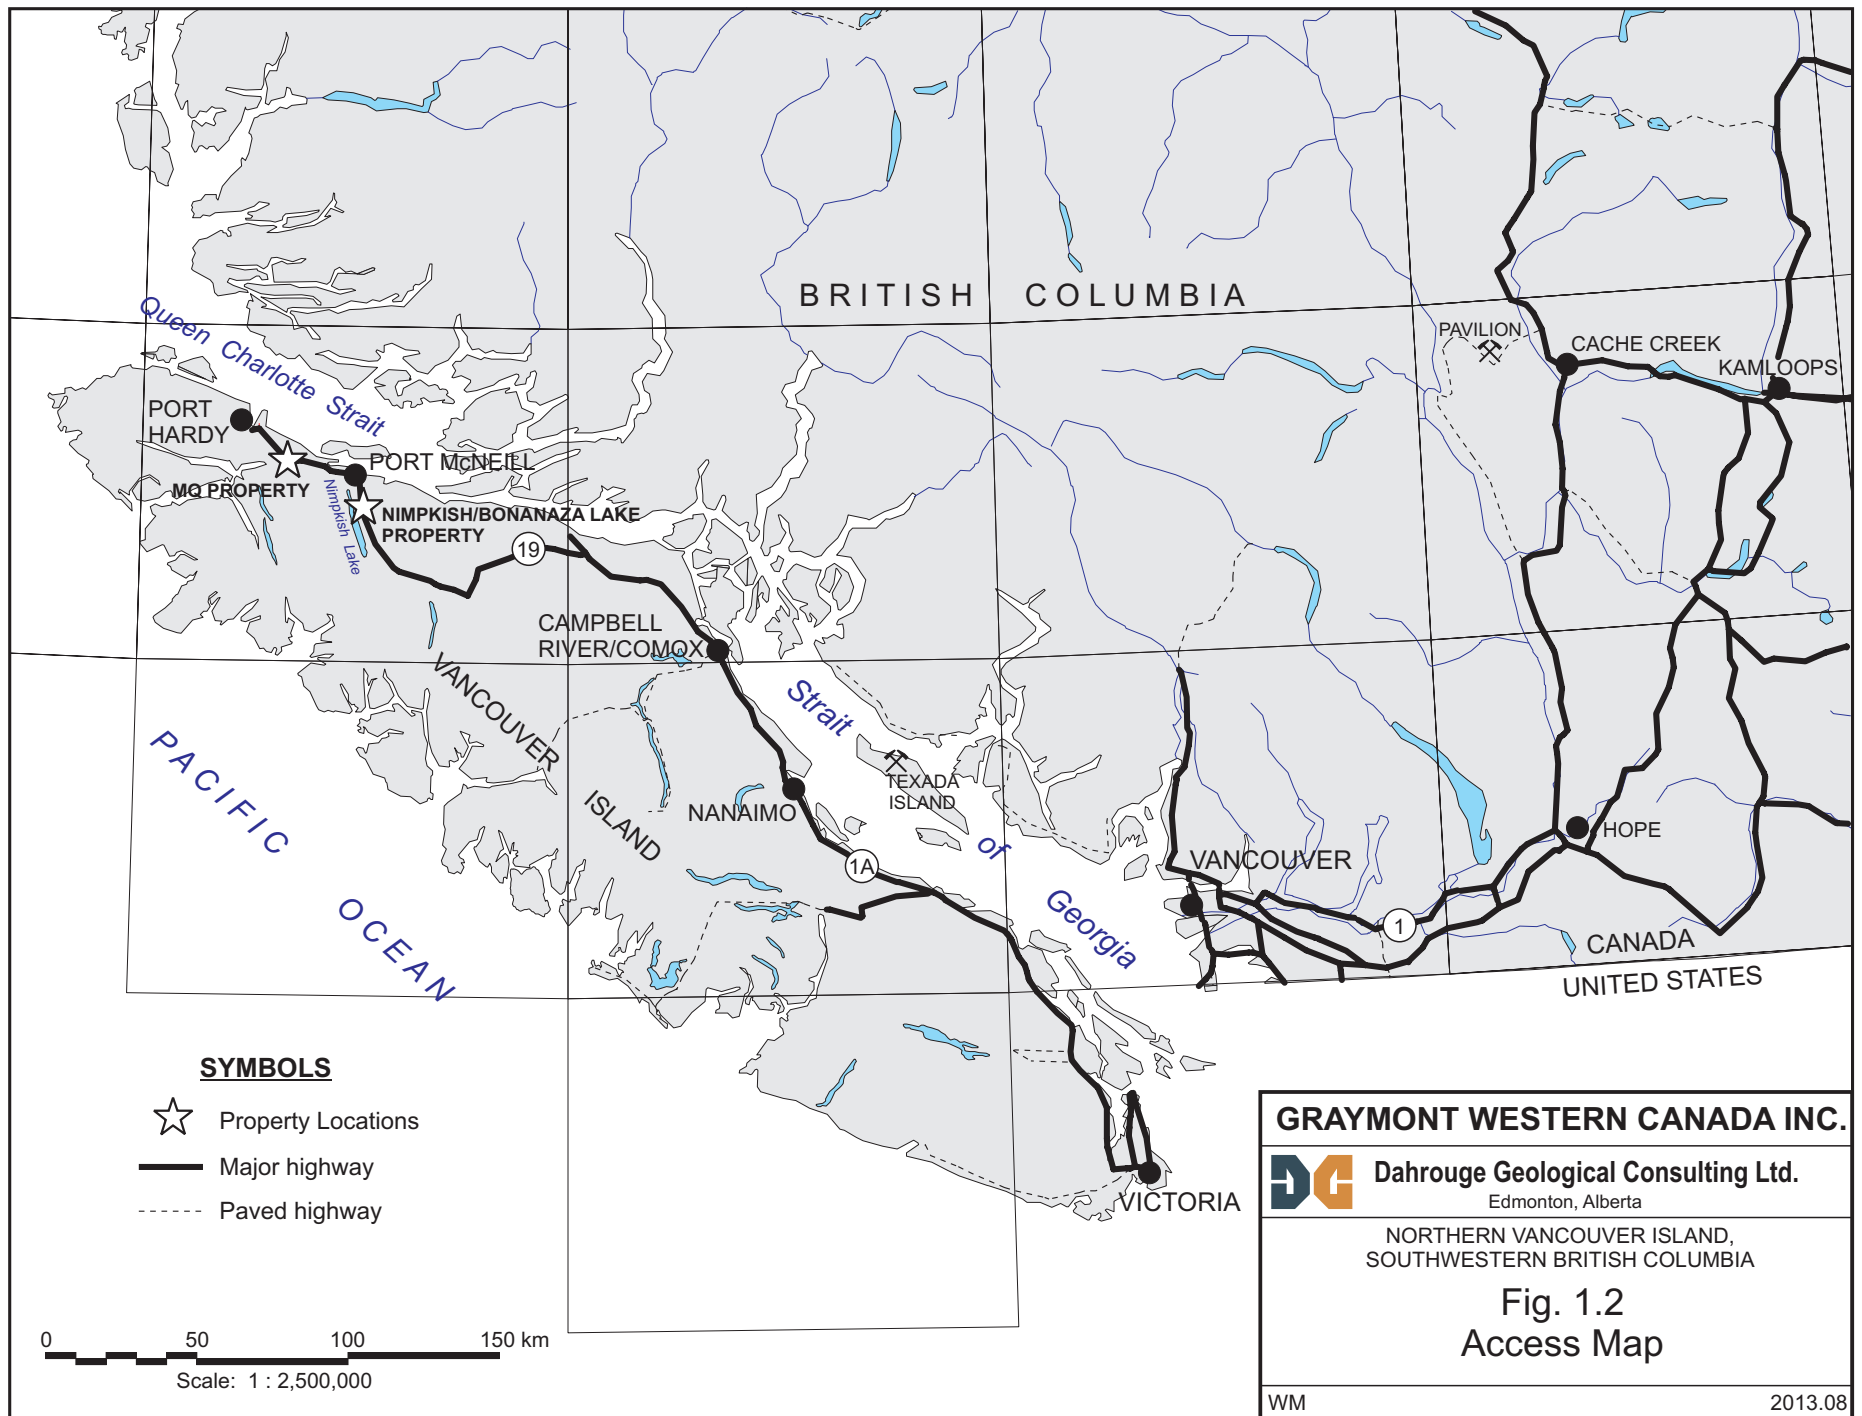 BRITISH COLUMBIA
Queen Charlotte Strait
PAVILION
CACHE CREEK
KAMLOOPS
PORT
HARDY
PORT McNEILL
MQ PROPERTY
Nimpkish Lake
NIMPKISH/BONANAZA LAKE
PROPERTY
19
CAMPBELL
RIVER/COMOX
VANCOUVER
ISLAND
Strait
of
Georgia
PACIFIC
OCEAN
TEXADA
ISLAND
NANAIMO
1A
HOPE
VANCOUVER
1
CANADA
UNITED STATES
VICTORIA
SYMBOLS
Property Locations
Major highway
Paved highway
0 50 100 150 km
Scale: 1 : 2,500,000
GRAYMONT WESTERN CANADA INC.
DG
Dahrouge Geological Consulting Ltd.
Edmonton, Alberta
NORTHERN VANCOUVER ISLAND,
SOUTHWESTERN BRITISH COLUMBIA
Fig. 1.2
Access Map
WM 2013.08